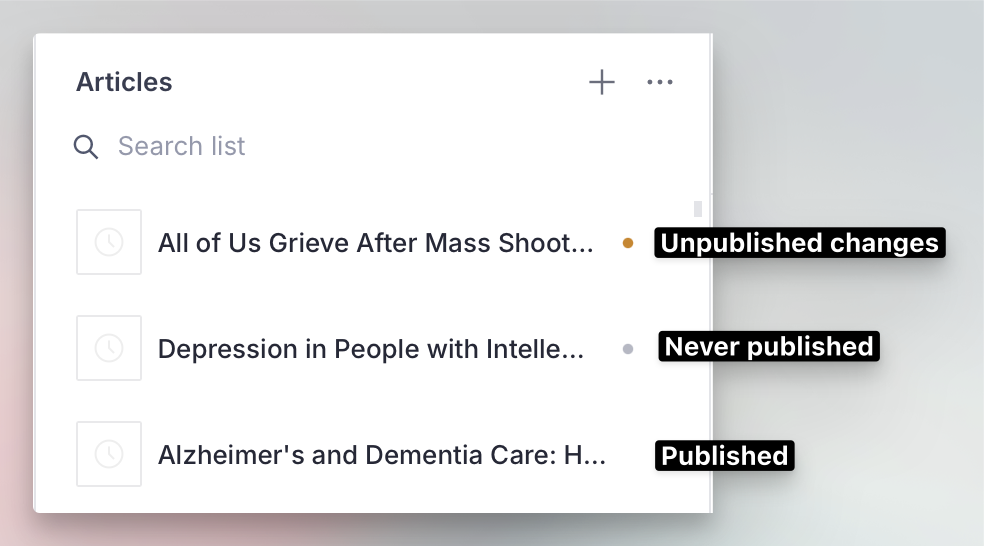 Articles
Search list
All of Us Grieve After Mass Shoot... Unpublished changes
Depression in People with Intelle... Never published
Alzheimer's and Dementia Care: H... Published